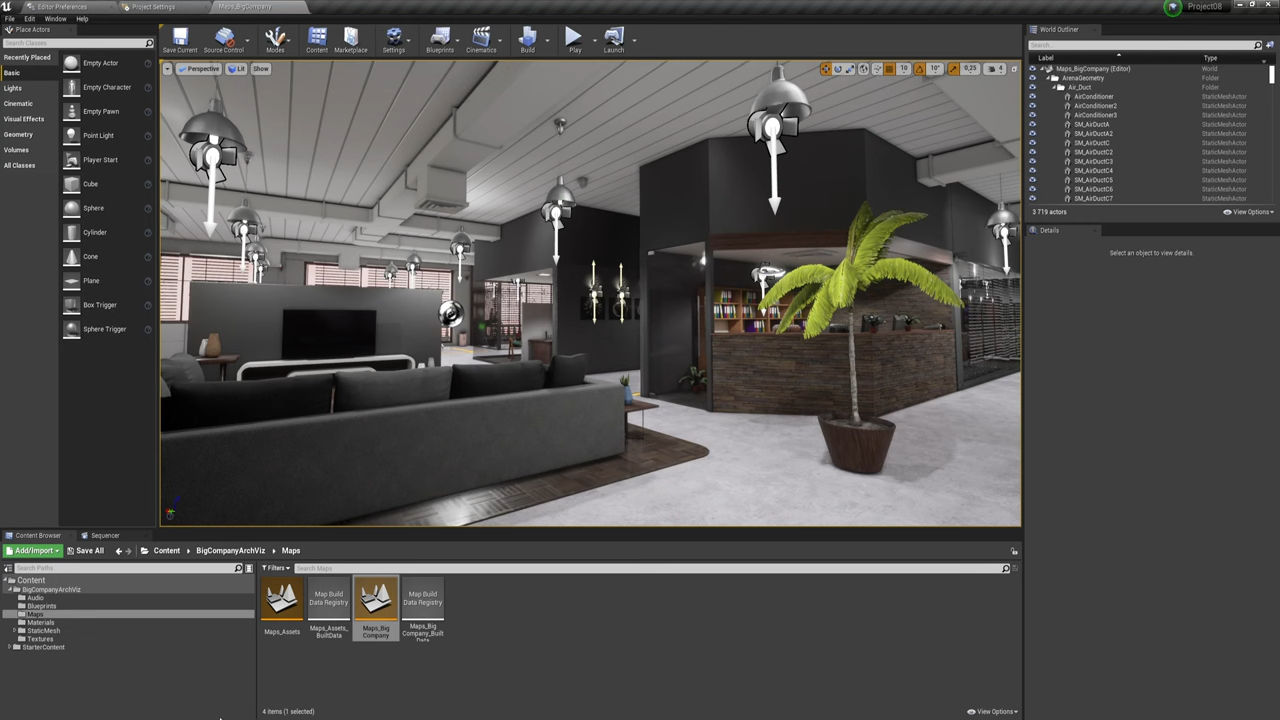 Editor Preferences
Project Settings
Maps_BigCompany
Project08
File
Edit
Window
Help
Place Actors
Search Classes
Recently Placed
Basic
Lights
Cinematic
Visual Effects
Geometry
Volumes
All Classes
Empty Actor
Empty Character
Empty Pawn
Point Light
Player Start
Cube
Sphere
Cylinder
Cone
Plane
Box Trigger
Sphere Trigger
Save Current
Source Control
Modes
Content
Marketplace
Settings
Blueprints
Cinematics
Build
Play
Launch
Perspective
Lit
Show
10
10°
0,25
4
World Outliner
Search...
Label Type
Maps_BigCompany (Editor) World
ArenaGeometry Folder
Air_Duct Folder
AirConditioner StaticMeshActor
AirConditioner2 StaticMeshActor
AirConditioner3 StaticMeshActor
SM_AirDuctA StaticMeshActor
SM_AirDuctA2 StaticMeshActor
SM_AirDuctC StaticMeshActor
SM_AirDuctC2 StaticMeshActor
SM_AirDuctC3 StaticMeshActor
SM_AirDuctC4 StaticMeshActor
SM_AirDuctC5 StaticMeshActor
SM_AirDuctC6 StaticMeshActor
SM_AirDuctC7 StaticMeshActor
3 719 actors
View Options
Details
Select an object to view details.
Content Browser
Sequencer
Add/Import
Save All
Content
BigCompanyArchViz
Maps
Search Paths
Filters
Search Maps
Content
BigCompanyArchViz
Audio
Blueprints
Maps
Materials
StaticMesh
Textures
StarterContent
Maps_Assets
Map Build
Data Registry
Maps_Assets_
BuiltData
Maps_Big
Company
Map Build
Data Registry
Maps_Big
Company_Built
Data
4 items (1 selected)
View Options